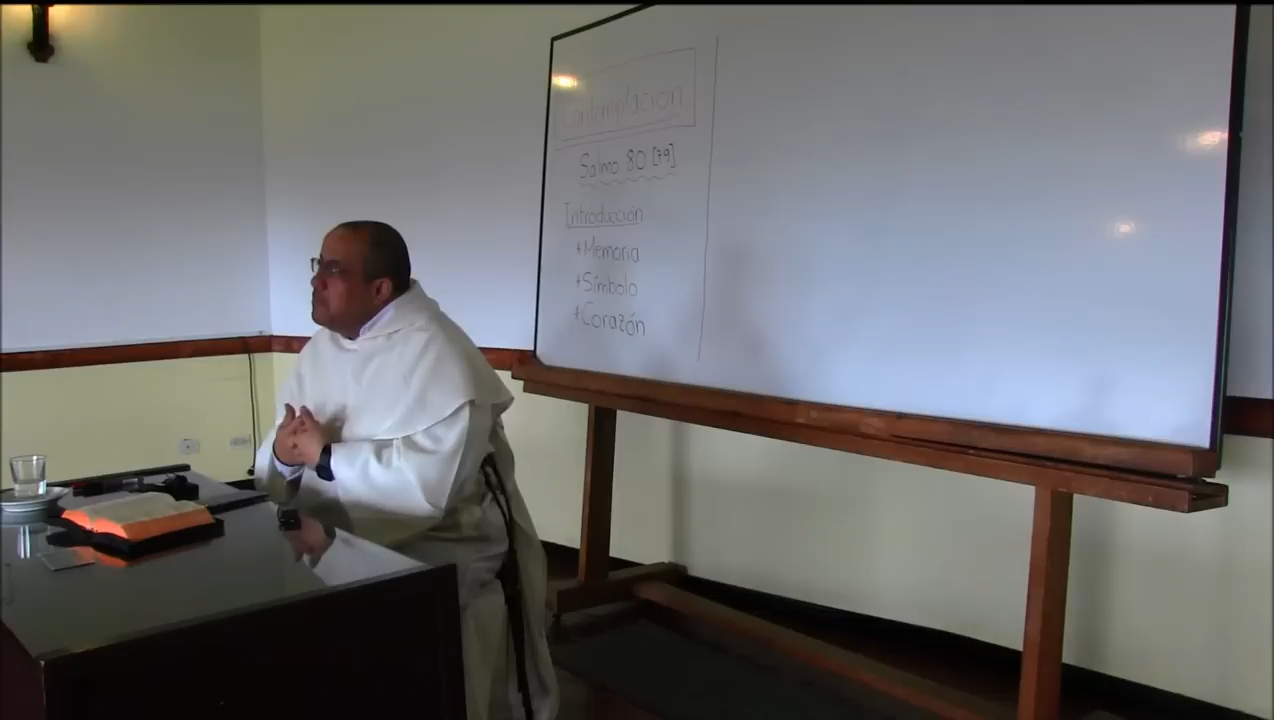 Contemplación
Salmo 80 [79]
Introducción
+Memoria
+Símbolo
+Corazón